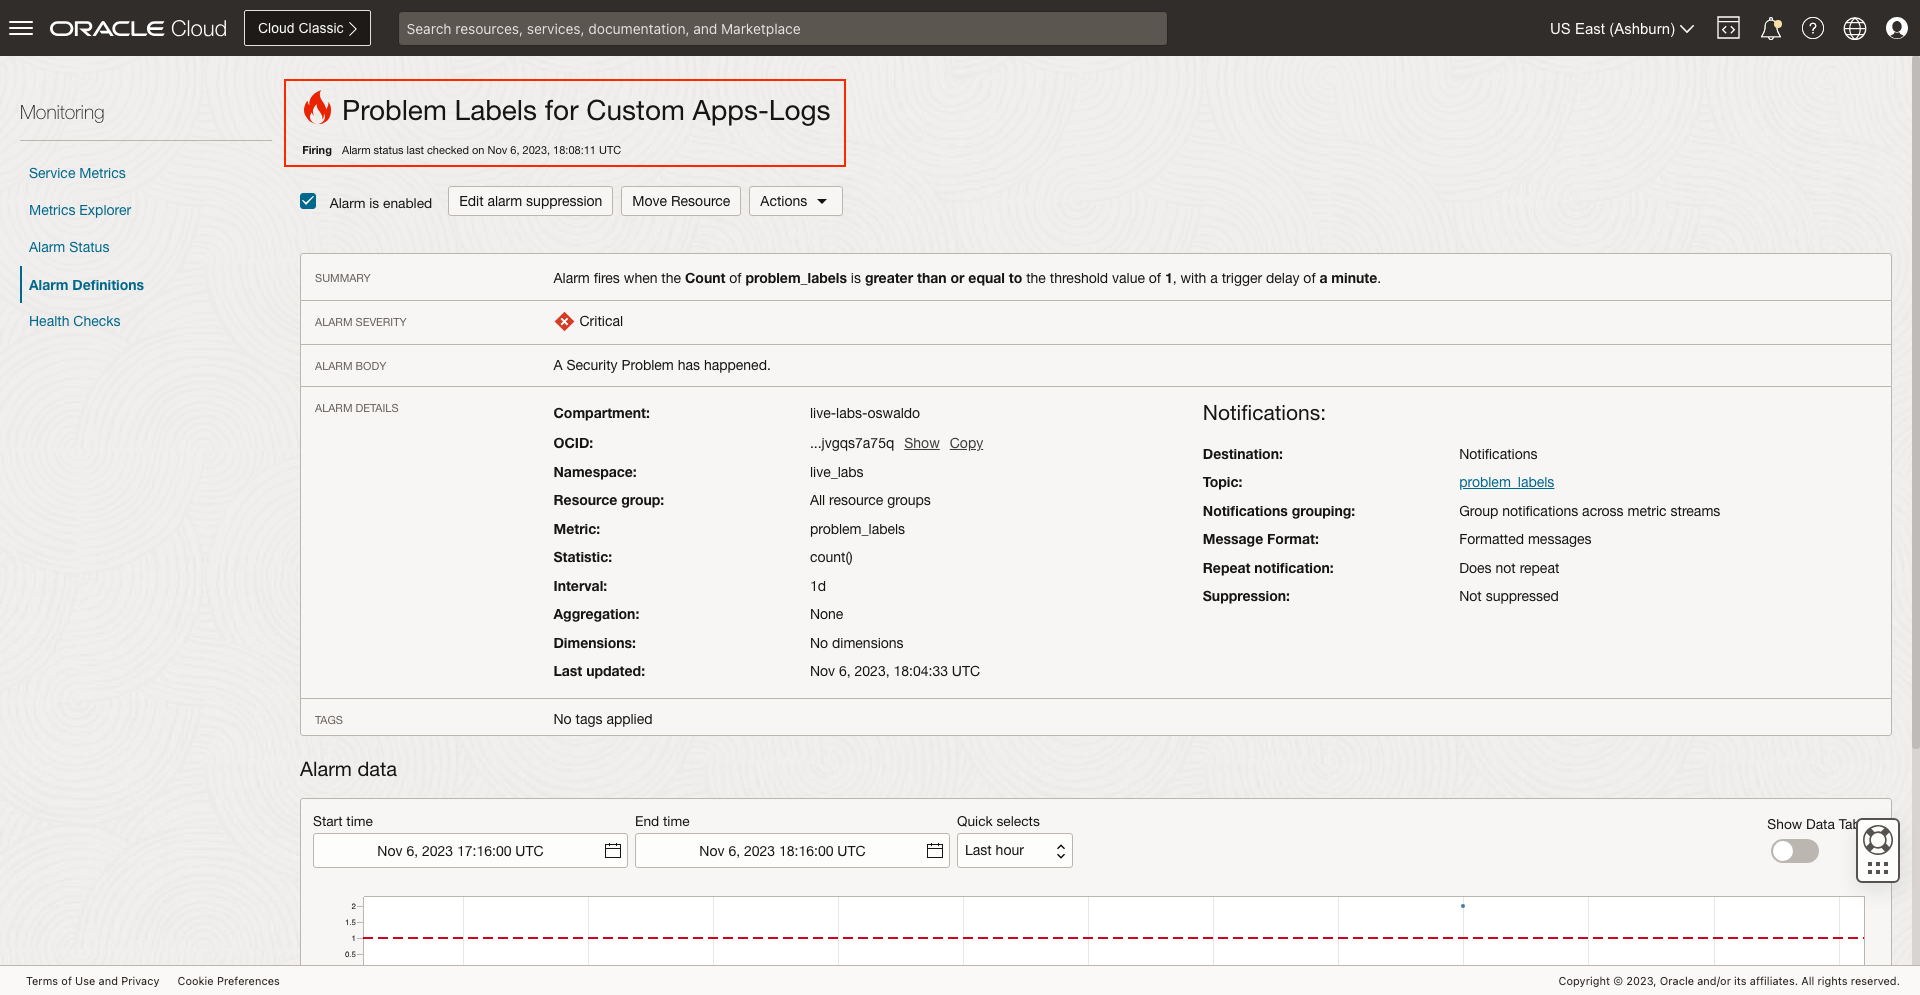 ORACLE Cloud
Cloud Classic
Search resources, services, documentation, and Marketplace
US East (Ashburn)
Monitoring
Service Metrics
Metrics Explorer
Alarm Status
Alarm Definitions
Health Checks
Problem Labels for Custom Apps-Logs
Firing Alarm status last checked on Nov 6, 2023, 18:08:11 UTC
Alarm is enabled
Edit alarm suppression
Move Resource
Actions
SUMMARY
Alarm fires when the Count of problem_labels is greater than or equal to the threshold value of 1, with a trigger delay of a minute.
ALARM SEVERITY
Critical
ALARM BODY
A Security Problem has happened.
ALARM DETAILS
Compartment: live-labs-oswaldo
OCID: ...jvgqs7a75q Show Copy
Namespace: live_labs
Resource group: All resource groups
Metric: problem_labels
Statistic: count()
Interval: 1d
Aggregation: None
Dimensions: No dimensions
Last updated: Nov 6, 2023, 18:04:33 UTC
Notifications:
Destination: Notifications
Topic: problem_labels
Notifications grouping: Group notifications across metric streams
Message Format: Formatted messages
Repeat notification: Does not repeat
Suppression: Not suppressed
TAGS
No tags applied
Alarm data
Start time
Nov 6, 2023 17:16:00 UTC
End time
Nov 6, 2023 18:16:00 UTC
Quick selects
Last hour
Show Data Tab
2
1.5
1
0.5
Terms of Use and Privacy
Cookie Preferences
Copyright © 2023, Oracle and/or its affiliates. All rights reserved.